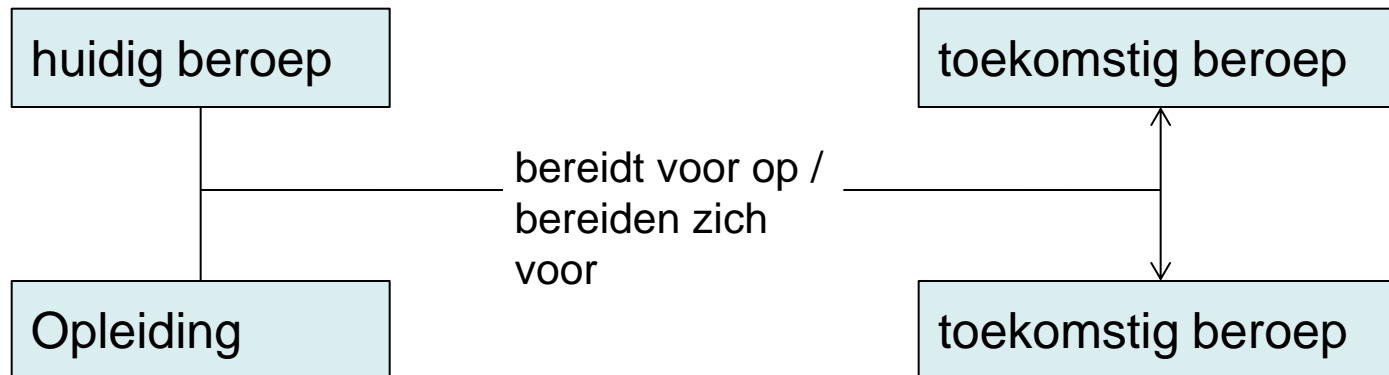 huidig beroep
toekomstig beroep
bereidt voor op /
bereiden zich
voor
Opleiding
toekomstig beroep